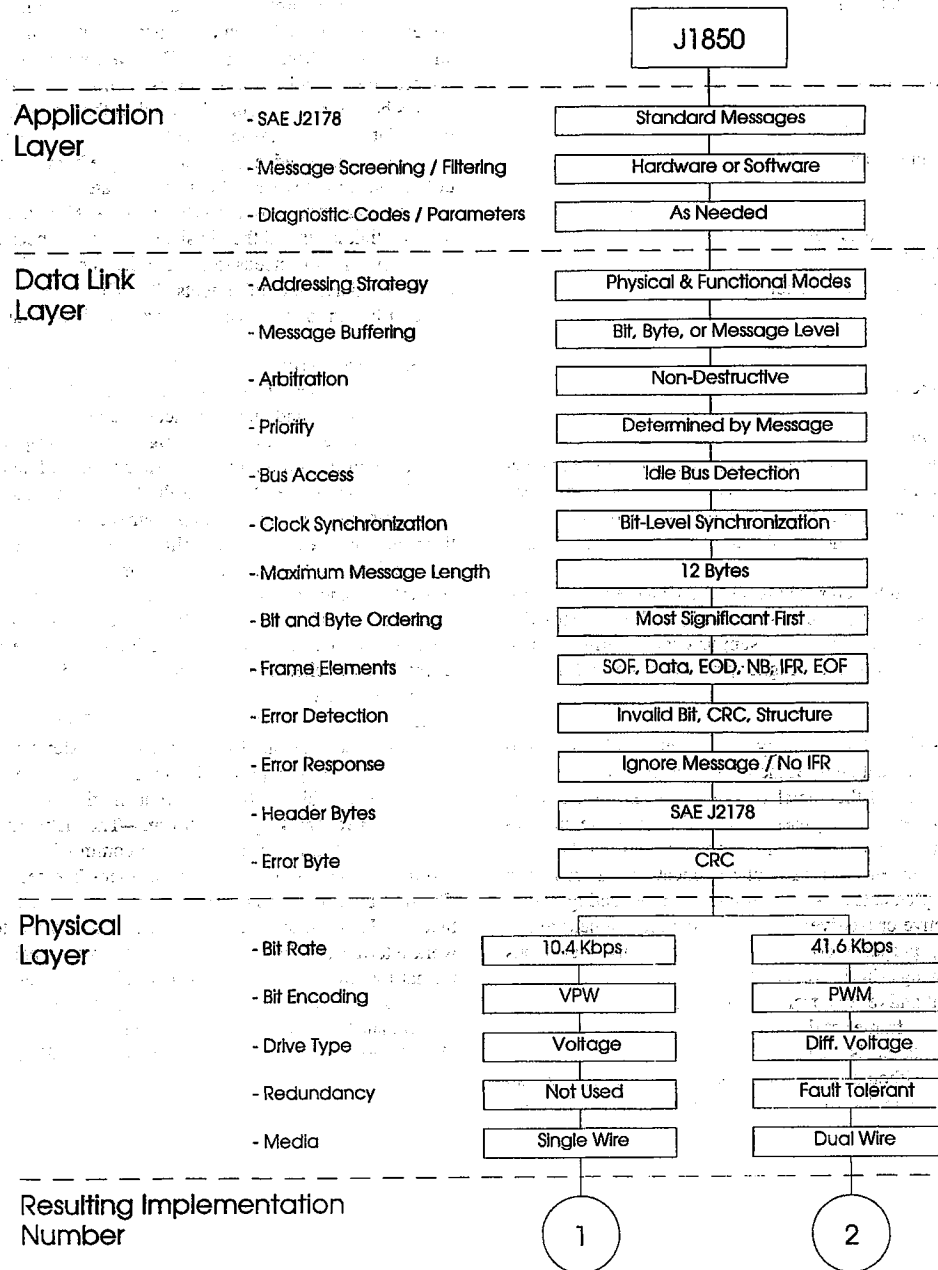 J1850
Application
Layer
- SAE J2178
Standard Messages
- Message Screening / Filtering
Hardware or Software
- Diagnostic Codes / Parameters
As Needed
Data Link
Layer
- Addressing Strategy
Physical & Functional Modes
- Message Buffering
Bit, Byte, or Message Level
- Arbitration
Non-Destructive
- Priority
Determined by Message
- Bus Access
Idle Bus Detection
- Clock Synchronization
Bit-Level Synchronization
- Maximum Message Length
12 Bytes
- Bit and Byte Ordering
Most Significant First
- Frame Elements
SOF, Data, EOD, NB, IFR, EOF
- Error Detection
Invalid Bit, CRC, Structure
- Error Response
Ignore Message / No IFR
- Header Bytes
SAE J2178
- Error Byte
CRC
Physical
Layer
- Bit Rate
10.4 Kbps
41.6 Kbps
- Bit Encoding
VPW
PWM
- Drive Type
Voltage
Diff. Voltage
- Redundancy
Not Used
Fault Tolerant
- Media
Single Wire
Dual Wire
Resulting Implementation
Number
1
2